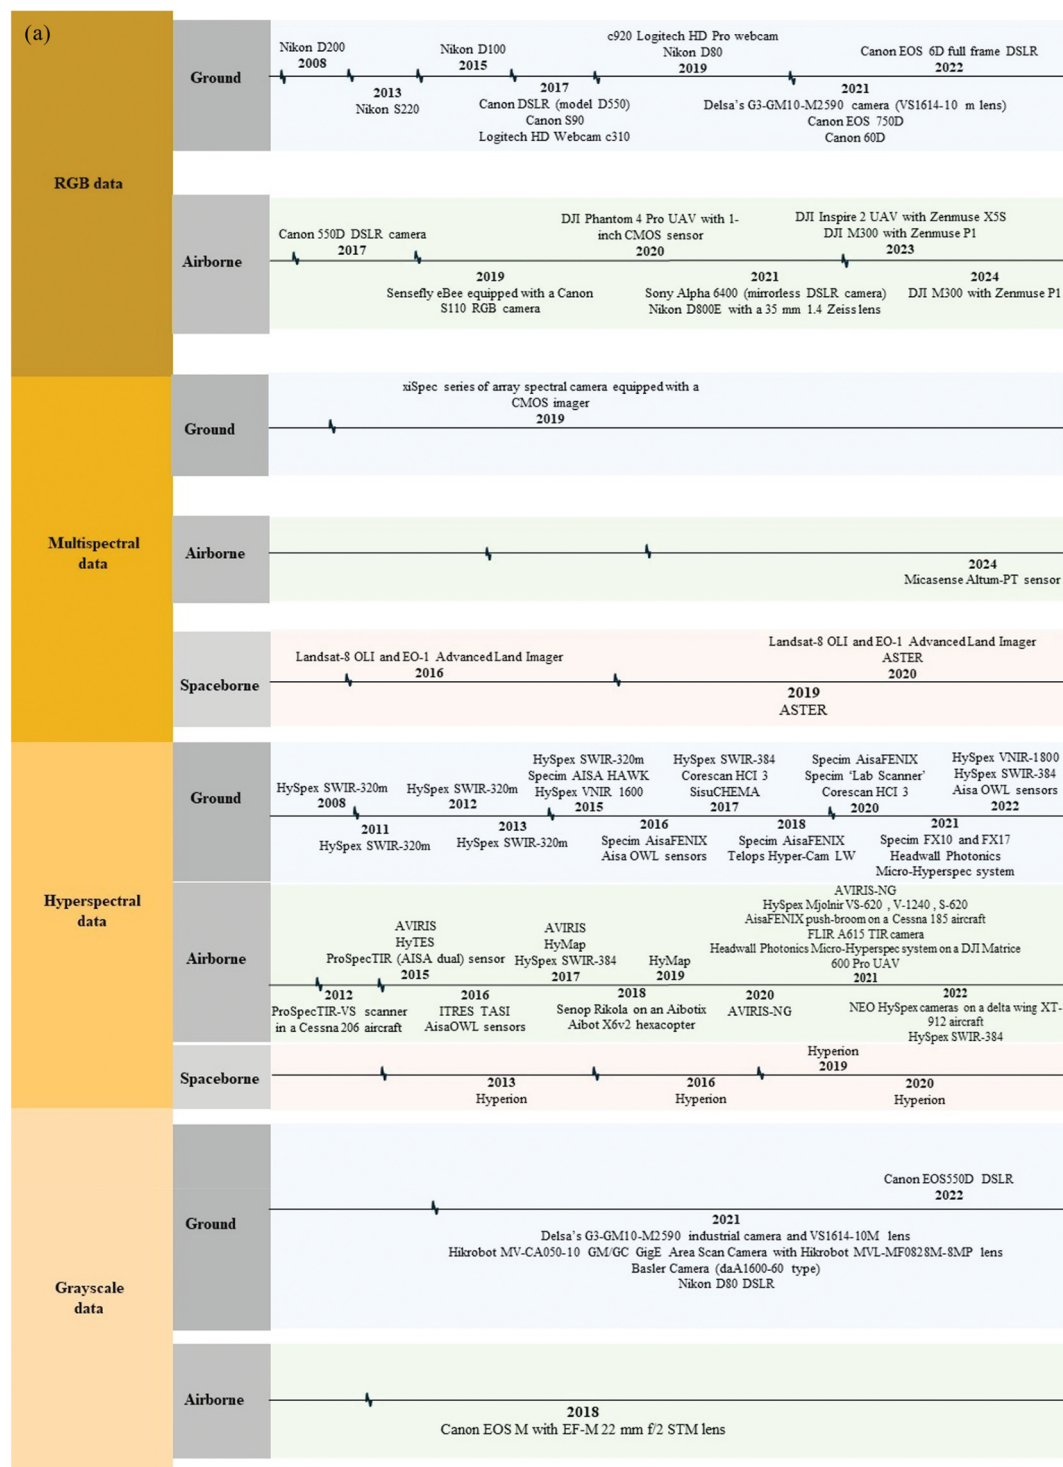 (a)
RGB data
Ground
Nikon D200
2008
2013
Nikon S220
Nikon D100
2015
2017
Canon DSLR (model D550)
Canon S90
Logitech HD Webcam c310
c920 Logitech HD Pro webcam
Nikon D80
2019
2021
Delsa's G3-GM10-M2590 camera (VS1614-10 m lens)
Canon EOS 750D
Canon 60D
Canon EOS 6D full frame DSLR
2022
Airborne
Canon 550D DSLR camera
2017
2019
Sensefly eBee equipped with a Canon
S110 RGB camera
DJI Phantom 4 Pro UAV with 1-
inch CMOS sensor
2020
2021
Sony Alpha 6400 (mirrorless DSLR camera)
Nikon D800E with a 35 mm 1.4 Zeiss lens
DJI Inspire 2 UAV with Zenmuse X5S
DJI M300 with Zenmuse P1
2023
2024
DJI M300 with Zenmuse P1
Multispectral
data
Ground
xiSpec series of array spectral camera equipped with a
CMOS imager
2019
Airborne
2024
Micasense Altum-PT sensor
Spaceborne
Landsat-8 OLI and EO-1 Advanced Land Imager
2016
2019
ASTER
Landsat-8 OLI and EO-1 Advanced Land Imager
ASTER
2020
Hyperspectral
data
Ground
HySpex SWIR-320m
2008
2011
HySpex SWIR-320m
HySpex SWIR-320m
2012
2013
HySpex SWIR-320m
HySpex SWIR-320m
Specim AISA HAWK
HySpex VNIR 1600
2015
2016
Specim AisaFENIX
Aisa OWL sensors
HySpex SWIR-384
Corescan HCI 3
SisuCHEMA
2017
2018
Specim AisaFENIX
Telops Hyper-Cam LW
Specim AisaFENIX
Specim 'Lab Scanner'
Corescan HCI 3
2020
2021
Specim FX10 and FX17
Headwall Photonics
Micro-Hyperspec system
HySpex VNIR-1800
HySpex SWIR-384
Aisa OWL sensors
2022
Airborne
2012
ProSpecTIR-VS scanner
in a Cessna 206 aircraft
AVIRIS
HyTES
ProSpecTIR (AISA dual) sensor
2015
2016
ITRES TASI
AisaOWL sensors
AVIRIS
HyMap
HySpex SWIR-384
2017
2018
Senop Rikola on an Aibotix
Aibot X6v2 hexacopter
HyMap
2019
2020
AVIRIS-NG
AVIRIS-NG
HySpex Mjolnir VS-620 , V-1240 , S-620
AisaFENIX push-broom on a Cessna 185 aircraft
FLIR A615 TIR camera
Headwall Photonics Micro-Hyperspec system on a DJI Matrice
600 Pro UAV
2021
2022
NEO HySpex cameras on a delta wing XT-
912 aircraft
HySpex SWIR-384
Spaceborne
2013
Hyperion
2016
Hyperion
Hyperion
2019
2020
Hyperion
Grayscale
data
Ground
2021
Delsa's G3-GM10-M2590 industrial camera and VS1614-10M lens
Hikrobot MV-CA050-10 GM/GC GigE Area Scan Camera with Hikrobot MVL-MF0828M-8MP lens
Basler Camera (daA1600-60 type)
Nikon D80 DSLR
Canon EOS550D DSLR
2022
Airborne
2018
Canon EOS M with EF-M 22 mm f/2 STM lens